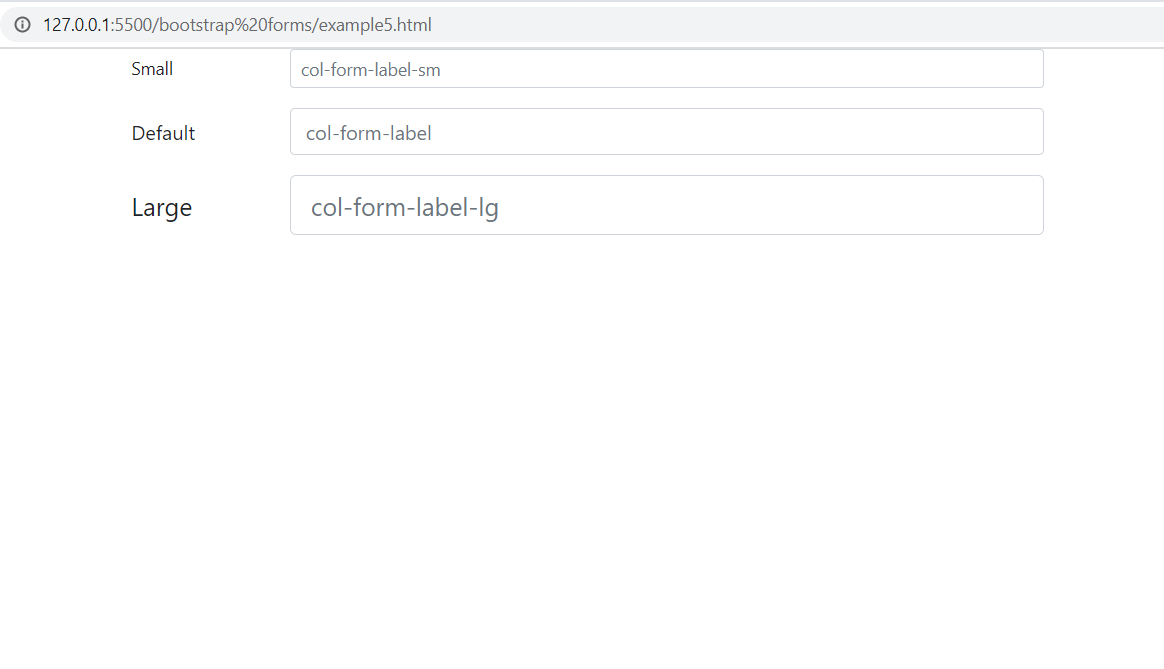 127.0.0.1:5500/bootstrap%20forms/example5.html
Small col-form-label-sm
Default col-form-label
Large col-form-label-lg